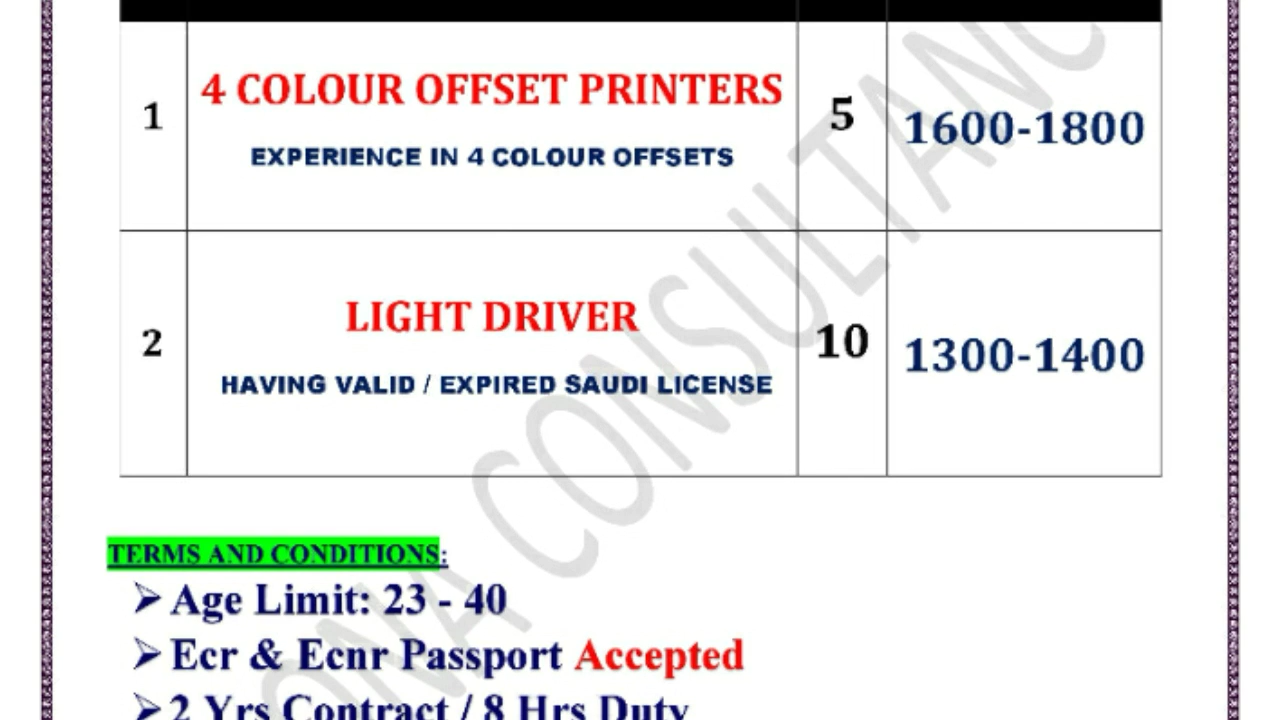 1
4 COLOUR OFFSET PRINTERS
EXPERIENCE IN 4 COLOUR OFFSETS
5
1600-1800
2
LIGHT DRIVER
HAVING VALID / EXPIRED SAUDI LICENSE
10
1300-1400
TERMS AND CONDITIONS:
➢ Age Limit: 23 - 40
➢ Ecr & Ecnr Passport Accepted
➢ 2 Yrs Contract / 8 Hrs Duty